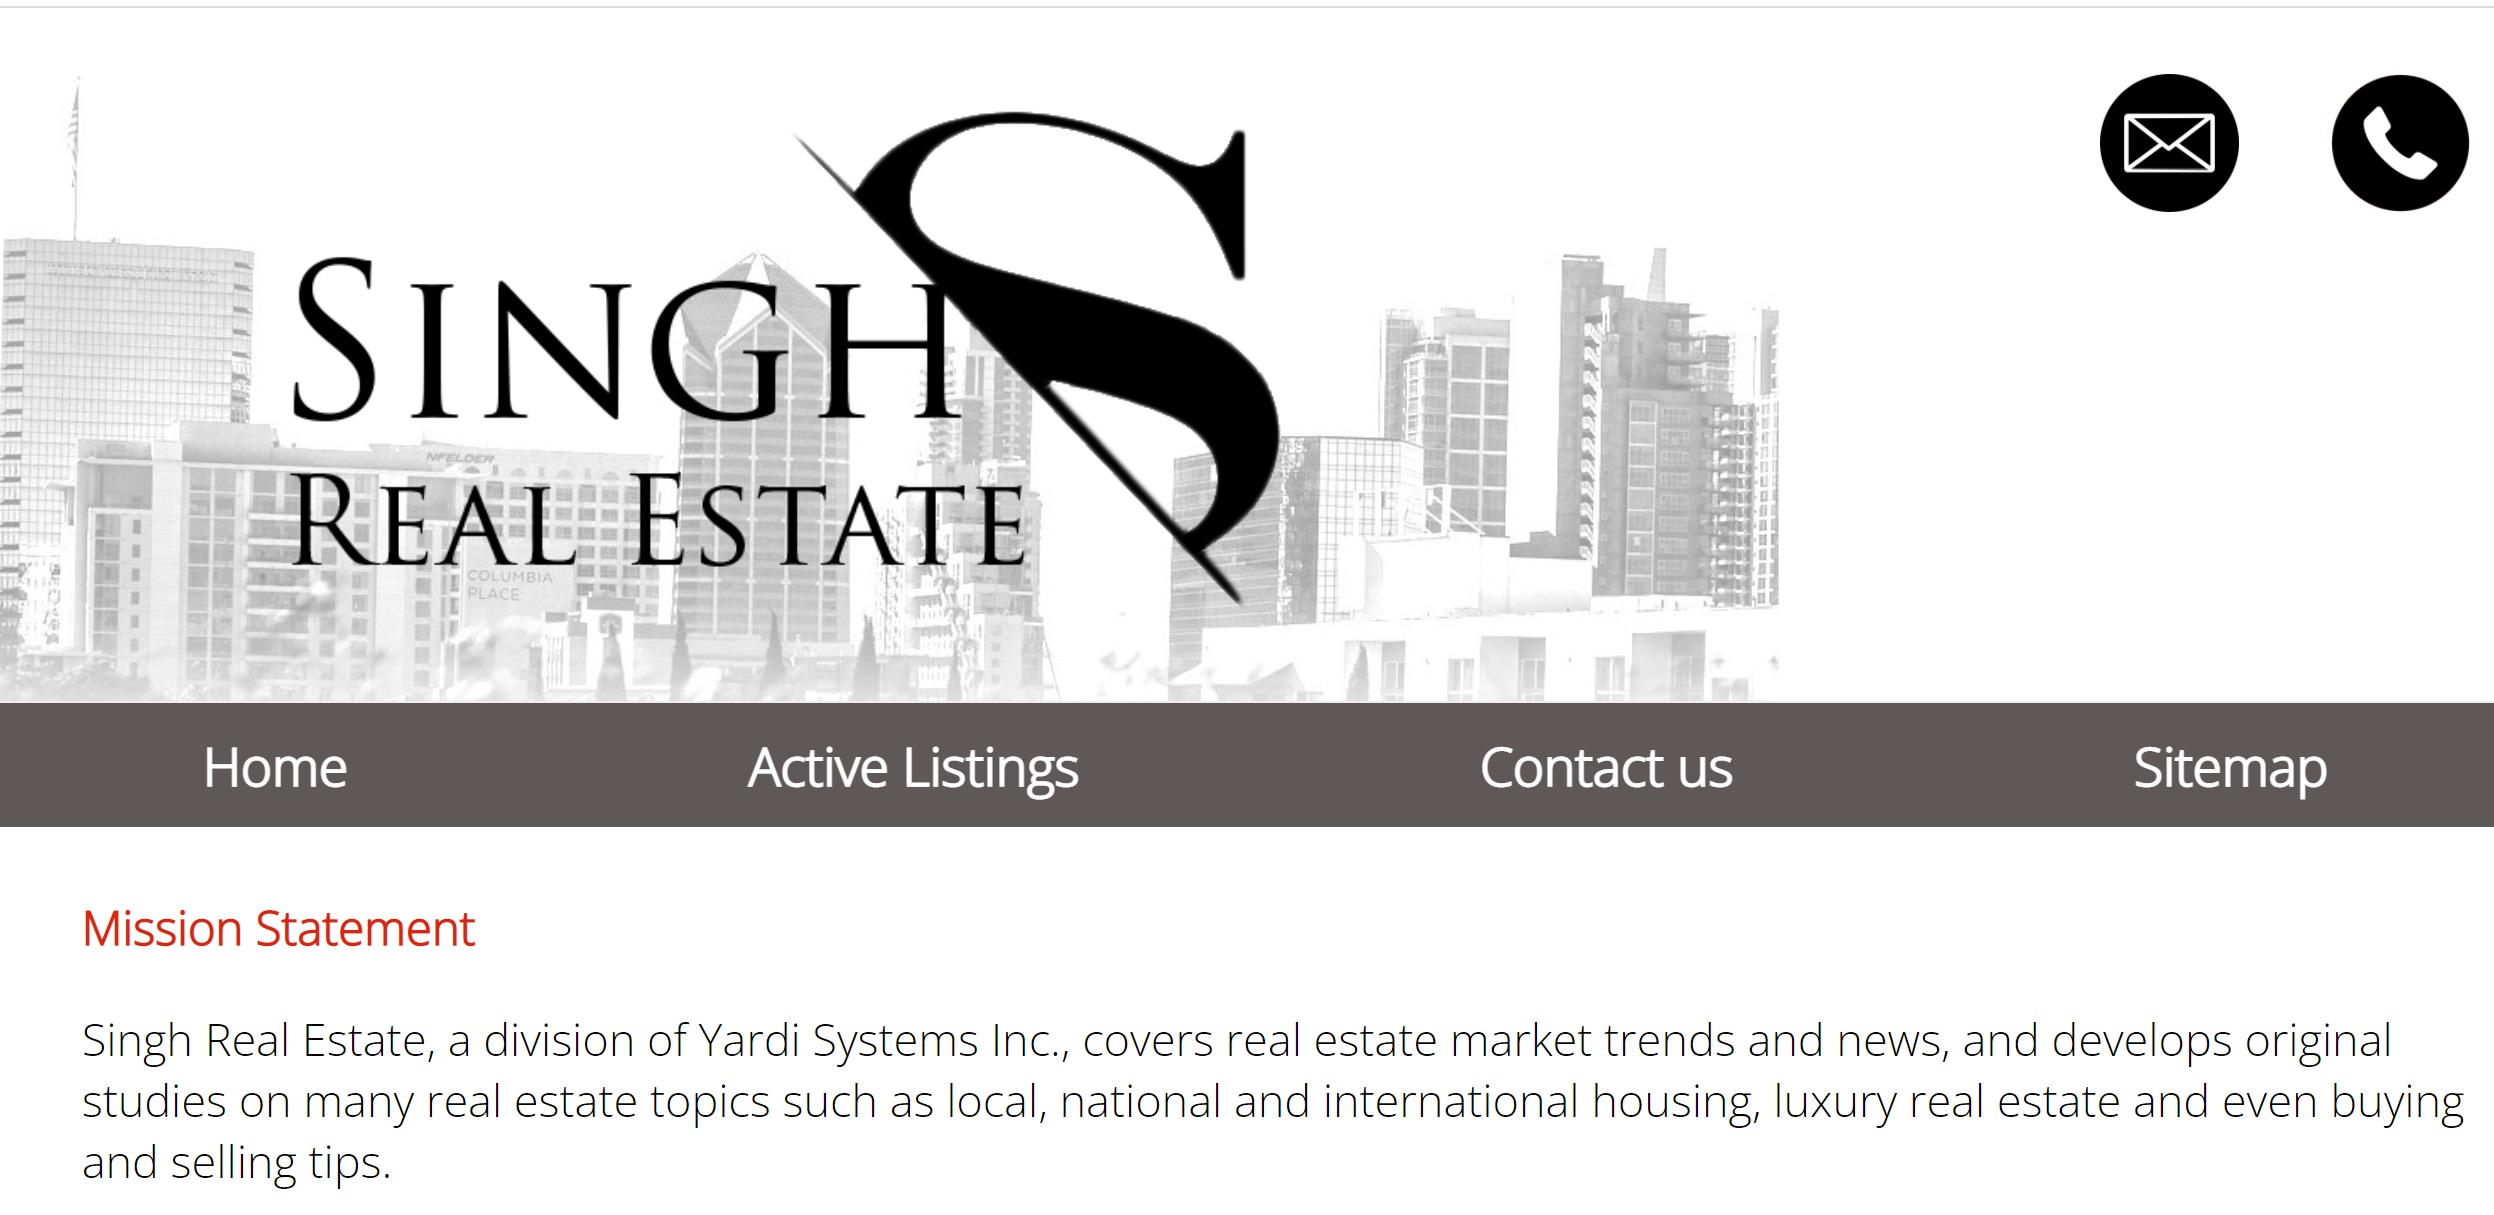 SINGH
REAL ESTATE
S
NFELDER
COLUMBIA
PLACE
Home Active Listings Contact us Sitemap
Mission Statement
Singh Real Estate, a division of Yardi Systems Inc., covers real estate market trends and news, and develops original
studies on many real estate topics such as local, national and international housing, luxury real estate and even buying
and selling tips.